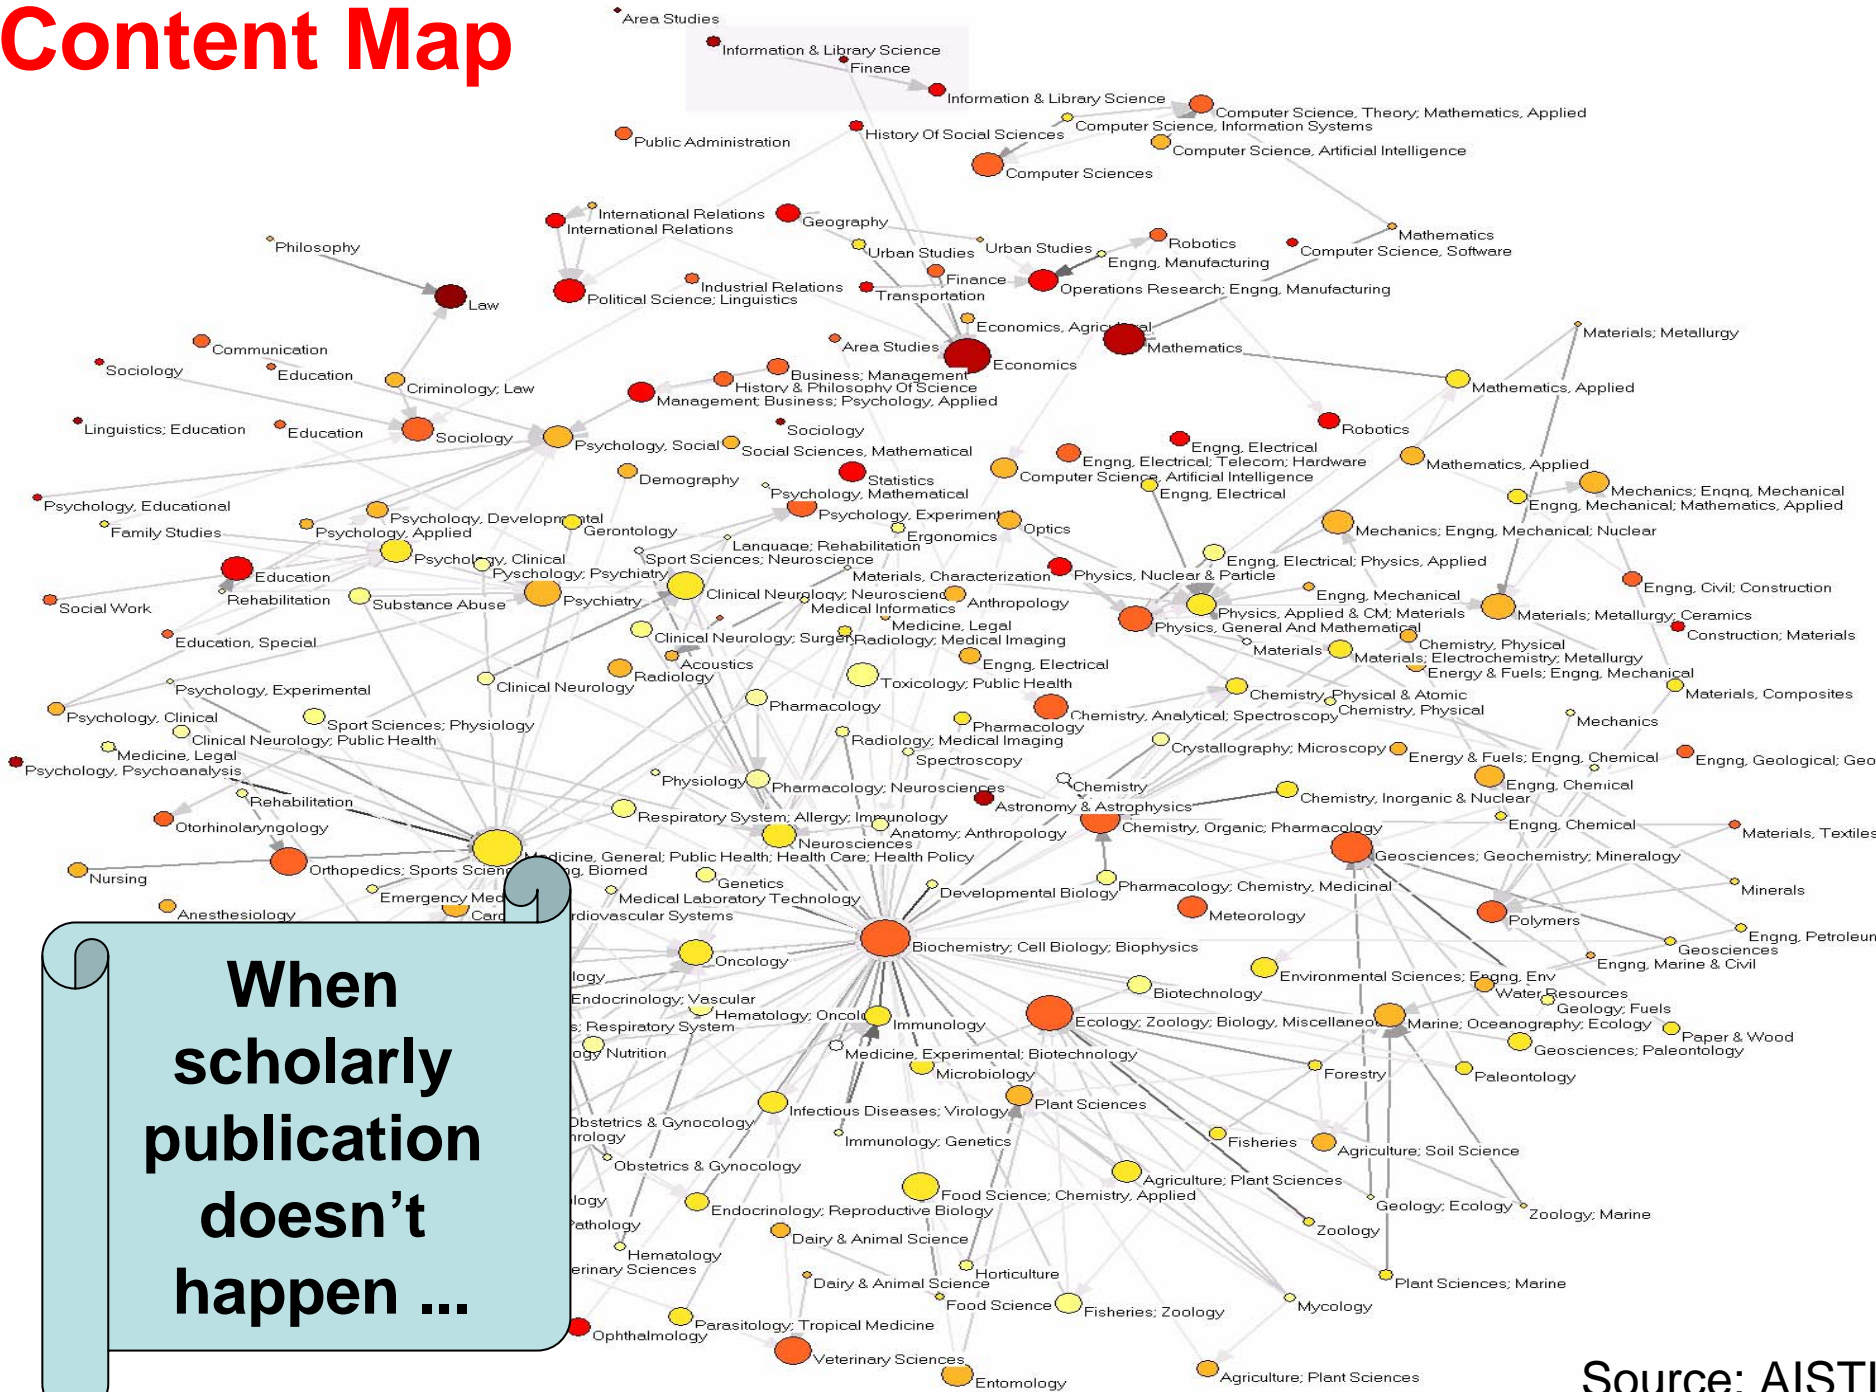 Content Map
Area Studies
Information & Library Science
Finance
Information & Library Science
Computer Science, Theory; Mathematics, Applied
Computer Science, Information Systems
History Of Social Sciences
Public Administration
Computer Science, Artificial Intelligence
Computer Sciences
International Relations
Geography
International Relations
Mathematics
Philosophy
Urban Studies
Urban Studies
Robotics
Computer Science, Software
Engng, Manufacturing
Finance
Industrial Relations
Transportation
Operations Research; Engng, Manufacturing
Political Science; Linguistics
Law
Economics, Agricultural
Materials; Metallurgy
Communication
Area Studies
Mathematics
Economics
Sociology
Education
Business; Management
Criminology; Law
History & Philosophy Of Science
Mathematics, Applied
Management; Business; Psychology, Applied
Linguistics; Education
Education
Sociology
Sociology
Robotics
Psychology, Social
Social Sciences, Mathematical
Engng, Electrical
Engng, Electrical; Telecom; Hardware
Mathematics, Applied
Demography
Statistics
Computer Science, Artificial Intelligence
Psychology, Mathematical
Engng, Electrical
Mechanics; Engng, Mechanical
Psychology, Educational
Engng, Mechanical; Mathematics, Applied
Psychology, Developmental
Psychology, Experimental
Family Studies
Psychology, Applied
Gerontology
Ergonomics
Optics
Mechanics; Engng, Mechanical; Nuclear
Language; Rehabilitation
Psychology, Clinical
Sport Sciences; Neuroscience
Engng, Electrical; Physics, Applied
Education
Pyschology; Psychiatry
Materials, Characterization
Physics, Nuclear & Particle
Engng, Civil; Construction
Rehabilitation
Substance Abuse
Psychiatry
Clinical Neurology; Neuroscience
Anthropology
Engng, Mechanical
Social Work
Medical Informatics
Physics, Applied & CM; Materials
Materials; Metallurgy; Ceramics
Medicine, Legal
Physics, General And Mathematical
Construction; Materials
Education, Special
Clinical Neurology; Surgery
Radiology; Medical Imaging
Chemistry, Physical
Materials
Materials; Electrochemistry; Metallurgy
Acoustics
Engng, Electrical
Energy & Fuels; Engng, Mechanical
Radiology
Toxicology; Public Health
Psychology, Experimental
Clinical Neurology
Chemistry, Physical & Atomic
Materials, Composites
Pharmacology
Chemistry, Physical
Psychology, Clinical
Sport Sciences; Physiology
Chemistry, Analytical; Spectroscopy
Mechanics
Pharmacology
Clinical Neurology; Public Health
Radiology; Medical Imaging
Crystallography; Microscopy
Medicine, Legal
Spectroscopy
Energy & Fuels; Engng, Chemical
Engng, Geological; Geo
Psychology, Psychoanalysis
Physiology
Pharmacology; Neurosciences
Chemistry
Engng, Chemical
Rehabilitation
Chemistry, Inorganic & Nuclear
Astronomy & Astrophysics
Respiratory System; Allergy; Immunology
Otorhinolaryngology
Anatomy; Anthropology
Chemistry, Organic; Pharmacology
Engng, Chemical
Materials, Textiles
Neurosciences
Medicine, General; Public Health; Health Care; Health Policy
Geosciences; Geochemistry; Mineralogy
Orthopedics; Sports Scien
ng, Biomed
Nursing
Genetics
Developmental Biology
Pharmacology; Chemistry, Medicinal
Minerals
Emergency Med
Medical Laboratory Technology
Anesthesiology
Card
rdiovascular Systems
Meteorology
Polymers
Engng, Petroleum
Biochemistry; Cell Biology; Biophysics
Geosciences
Oncology
Engng, Marine & Civil
logy
Environmental Sciences; Engng, Env
Biotechnology
Water Resources
Endocrinology; Vascular
Geology; Fuels
Hematology; Oncolo
s; Respiratory System
Immunology
Ecology; Zoology; Biology, Miscellaneous
Marine; Oceanography; Ecology
Paper & Wood
ogy Nutrition
Medicine, Experimental; Biotechnology
Geosciences; Paleontology
Microbiology
Forestry
Paleontology
Infectious Diseases; Virology
Plant Sciences
Obstetrics & Gynocology
hrology
Immunology; Genetics
Fisheries
Agriculture; Soil Science
Obstetrics & Gynocology
Agriculture; Plant Sciences
logy
Food Science; Chemistry, Applied
Endocrinology; Reproductive Biology
Geology; Ecology
Zoology; Marine
Pathology
Zoology
Dairy & Animal Science
Hematology
erinary Sciences
Horticulture
Dairy & Animal Science
Plant Sciences; Marine
Food Science
Fisheries; Zoology
Mycology
Parasitology; Tropical Medicine
Ophthalmology
Veterinary Sciences
Entomology
Agriculture; Plant Sciences
When
scholarly
publication
doesn’t
happen ...
Source: AISTI